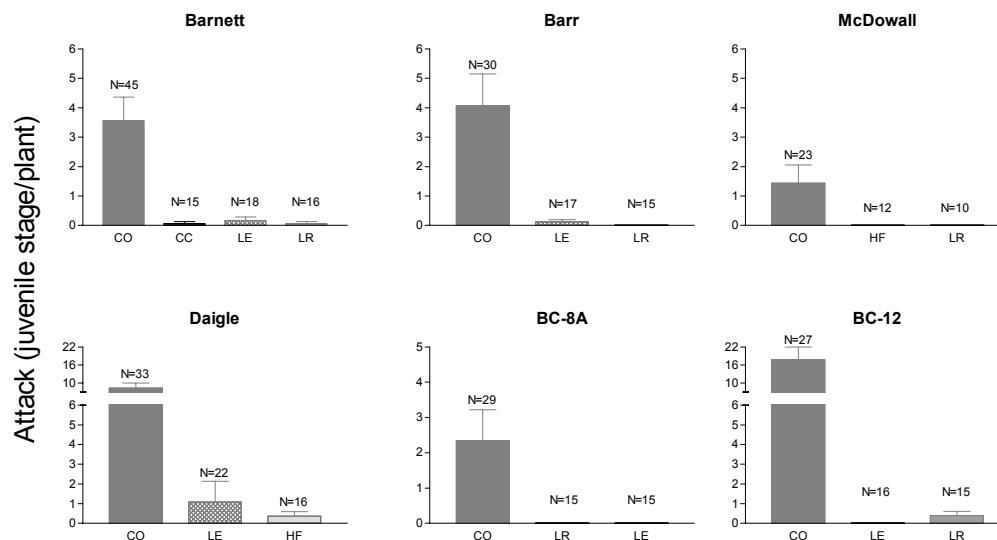 Attack (juvenile stage/plant)
Barnett
6
5
4
3
2
1
0
N=45
N=15
N=18
N=16
CO
CC
LE
LR
Barr
6
5
4
3
2
1
0
N=30
N=17
N=15
CO
LE
LR
McDowall
6
5
4
3
2
1
0
N=23
N=12
N=10
CO
HF
LR
Daigle
22
16
10
6
5
4
3
2
1
0
N=33
N=22
N=16
CO
LE
HF
BC-8A
5
4
3
2
1
0
N=29
N=15
N=15
CO
LR
LE
BC-12
22
16
10
6
5
4
3
2
1
0
N=27
N=16
N=15
CO
LE
LR